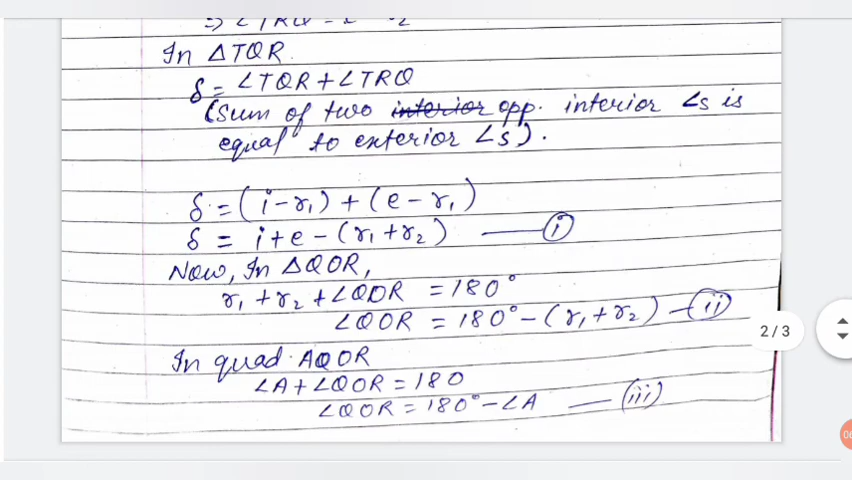 In ΔTQR
δ = ∠TQR + ∠TRQ
(Sum of two interior opp. interior ∠s is
equal to exterior ∠s).
δ = (i - r₁) + (e - r₁)
δ = i + e - (r₁ + r₂) —— (i)
Now, In ΔQOR,
r₁ + r₂ + ∠QOR = 180°
∠QOR = 180° - (r₁ + r₂) — (ii)
2/3
In quad. AQOR
∠A + ∠QOR = 180
∠QOR = 180° - ∠A —— (iii)